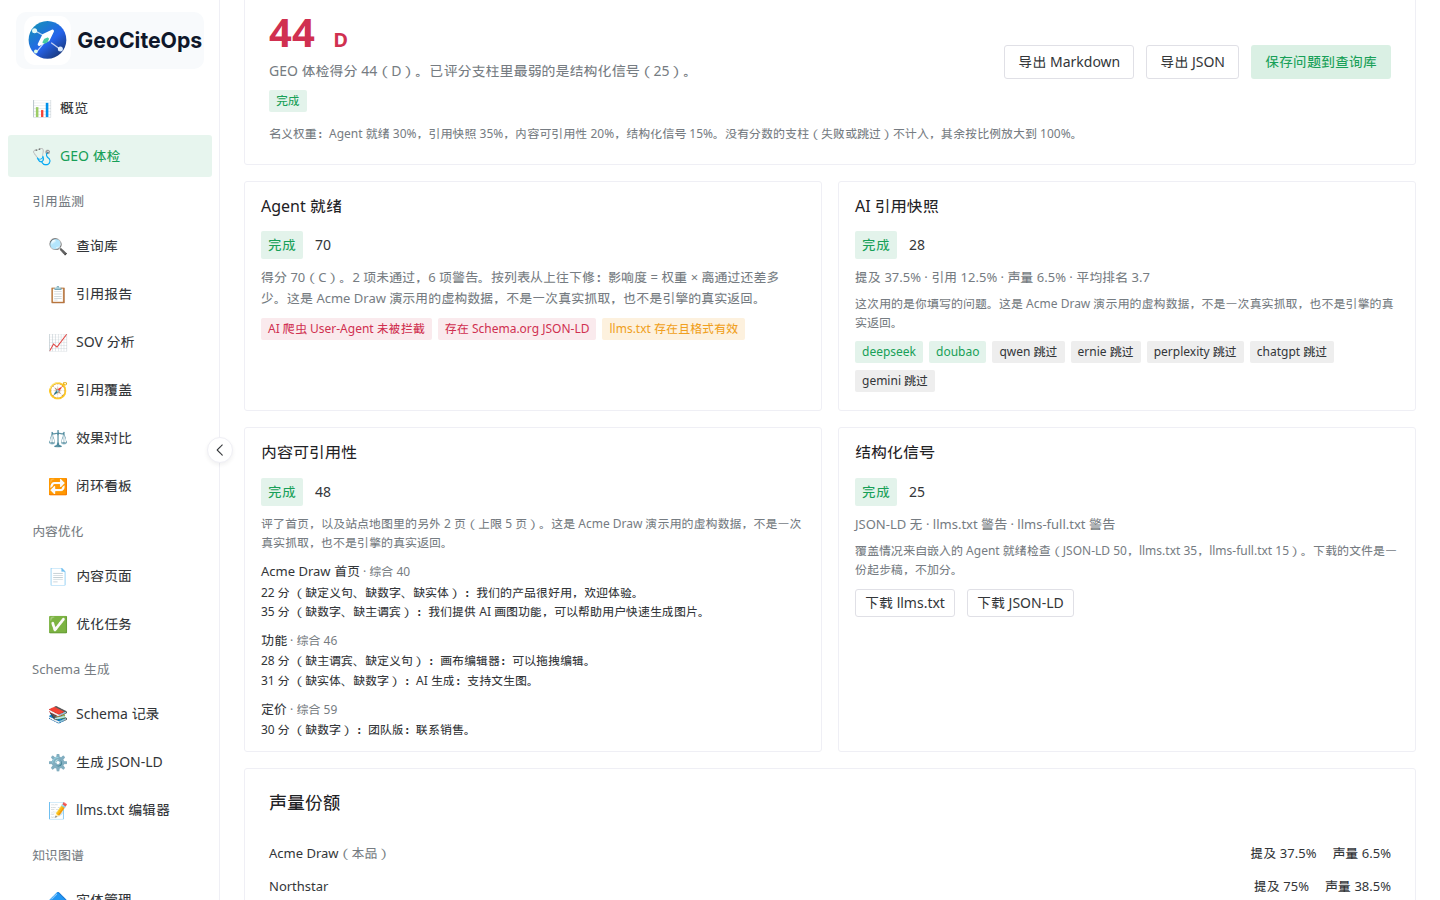 GeoCiteOps
概览
GEO 体检
引用监测
查询库
引用报告
SOV 分析
引用覆盖
效果对比
闭环看板
内容优化
内容页面
优化任务
Schema 生成
Schema 记录
生成 JSON-LD
llms.txt 编辑器
知识图谱
实体管理
44 D
GEO 体检得分 44（D）。已评分支柱里最弱的是结构化信号（25）。
完成
名义权重：Agent 就绪 30%，引用快照 35%，内容可引用性 20%，结构化信号 15%。没有分数的支柱（失败或跳过）不计入，其余按比例放大到 100%。
导出 Markdown
导出 JSON
保存问题到查询库
Agent 就绪
完成 70
得分 70（C）。2 项未通过，6 项警告。按列表从上往下修：影响度 = 权重 × 离通过还差多
少。这是 Acme Draw 演示用的虚构数据，不是一次真实抓取，也不是引擎的真实返回。
AI 爬虫 User-Agent 未被拦截
存在 Schema.org JSON-LD
llms.txt 存在且格式有效
AI 引用快照
完成 28
提及 37.5% · 引用 12.5% · 声量 6.5% · 平均排名 3.7
这次用的是你填写的问题。这是 Acme Draw 演示用的虚构数据，不是一次真实抓取，也不是引擎的真
实返回。
deepseek
doubao
qwen 跳过
ernie 跳过
perplexity 跳过
chatgpt 跳过
gemini 跳过
内容可引用性
完成 48
评了首页，以及站点地图里的另外 2 页（上限 5 页）。这是 Acme Draw 演示用的虚构数据，不是一次
真实抓取，也不是引擎的真实返回。
Acme Draw 首页 · 综合 40
22 分（缺定义句、缺数字、缺实体）：我们的产品很好用，欢迎体验。
35 分（缺数字、缺主谓宾）：我们提供 AI 画图功能，可以帮助用户快速生成图片。
功能 · 综合 46
28 分（缺主谓宾、缺定义句）：画布编辑器：可以拖拽编辑。
31 分（缺实体、缺数字）：AI 生成：支持文生图。
定价 · 综合 59
30 分（缺数字）：团队版：联系销售。
结构化信号
完成 25
JSON-LD 无 · llms.txt 警告 · llms-full.txt 警告
覆盖情况来自嵌入的 Agent 就绪检查（JSON-LD 50，llms.txt 35，llms-full.txt 15）。下载的文件是一
份起步稿，不加分。
下载 llms.txt
下载 JSON-LD
声量份额
Acme Draw（本品） 提及 37.5% 声量 6.5%
Northstar 提及 75% 声量 38.5%